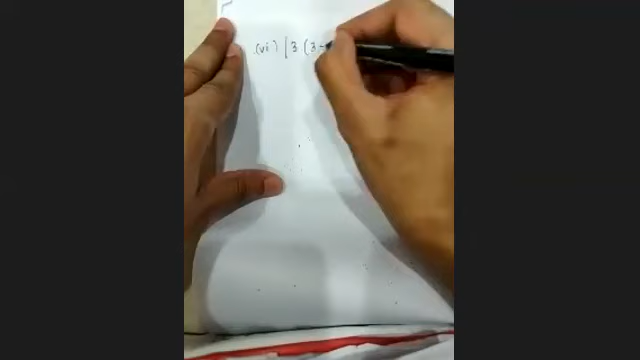 (vi) | 3 (3 -